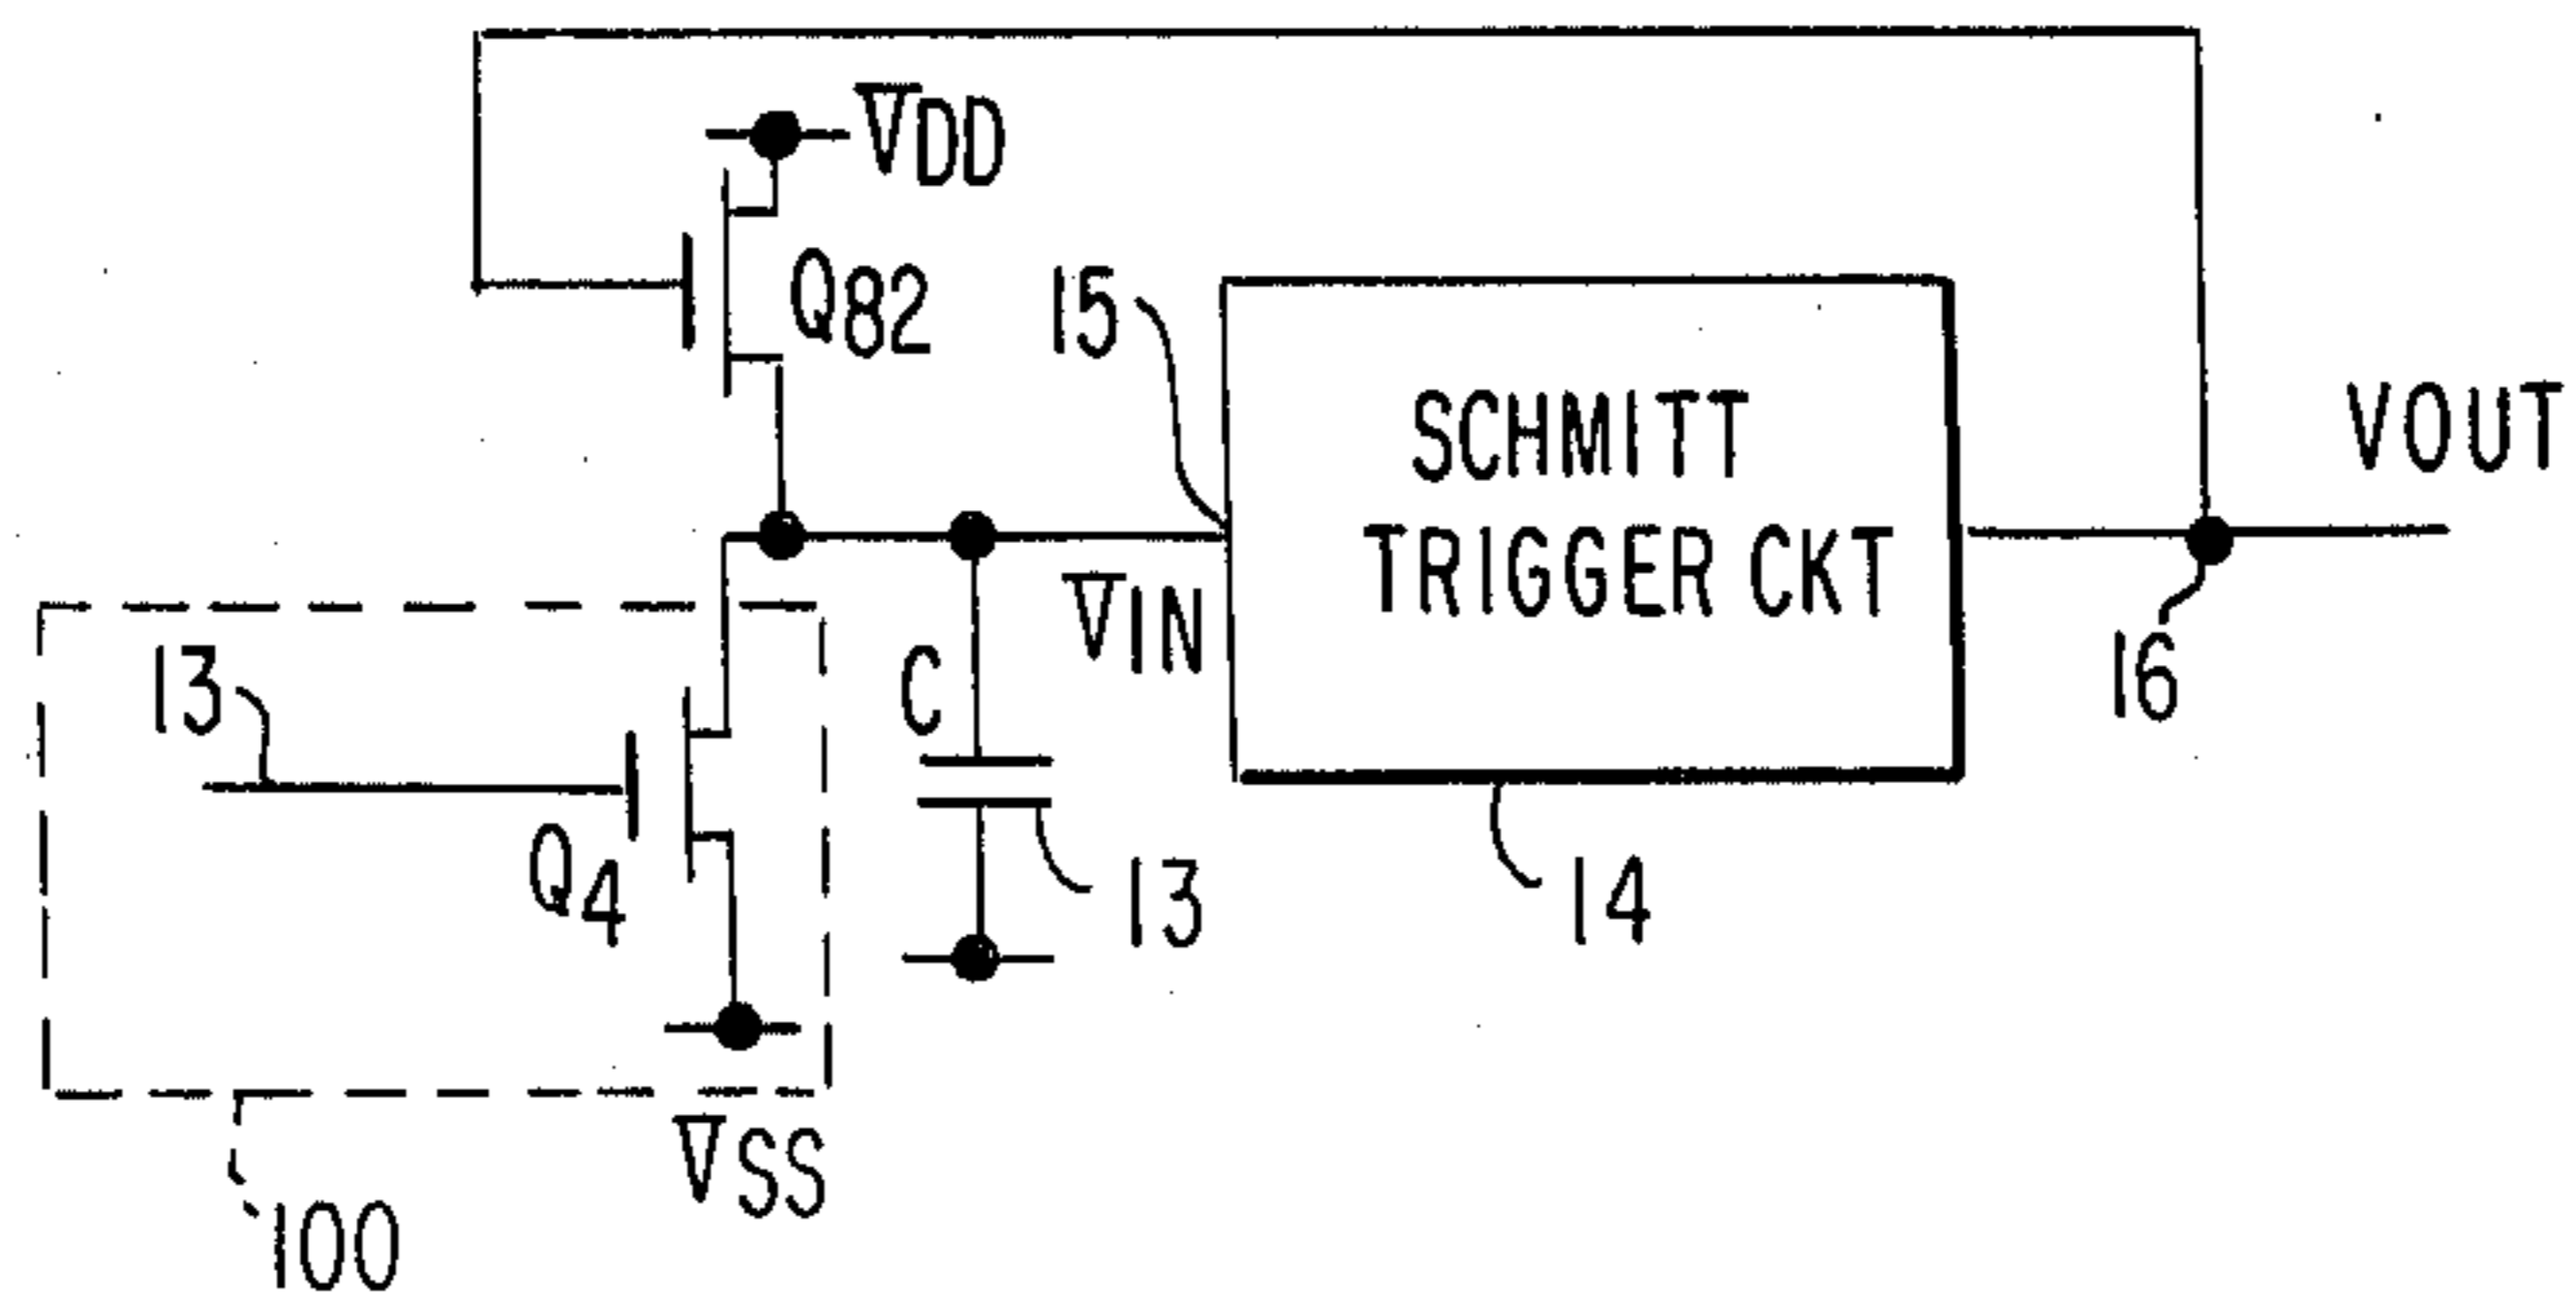 VDD
Q82
15
SCHMITT
TRIGGER CKT
VOUT
VIN
16
13
C
Q4
13
14
VSS
100